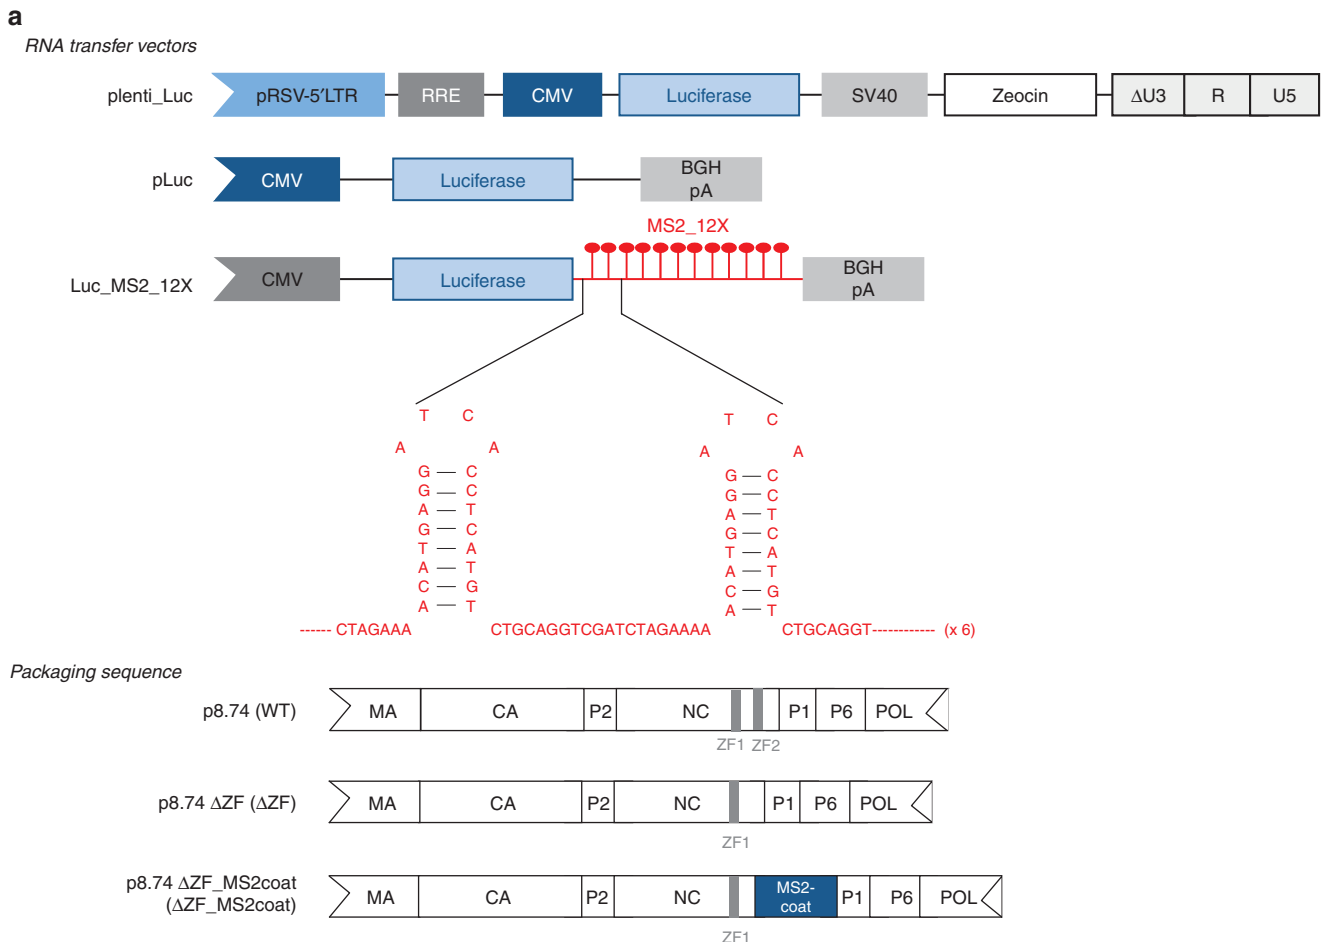 a
RNA transfer vectors
plenti_Luc
pRSV-5′LTR RRE CMV Luciferase SV40 Zeocin ΔU3 R U5
pLuc
CMV Luciferase BGH pA
MS2_12X
Luc_MS2_12X
CMV Luciferase BGH pA
T C T C
A A A A
G C G C
G C G C
A T A T
G C G C
T A T A
A T A T
C G C G
A T A T
------ CTAGAAA CTGCAGGTCGATCTAGAAAA CTGCAGGT------------ (x 6)
Packaging sequence
p8.74 (WT)
MA CA P2 NC P1 P6 POL
ZF1 ZF2
p8.74 ΔZF (ΔZF)
MA CA P2 NC P1 P6 POL
ZF1
p8.74 ΔZF_MS2coat
(ΔZF_MS2coat)
MA CA P2 NC MS2-coat P1 P6 POL
ZF1